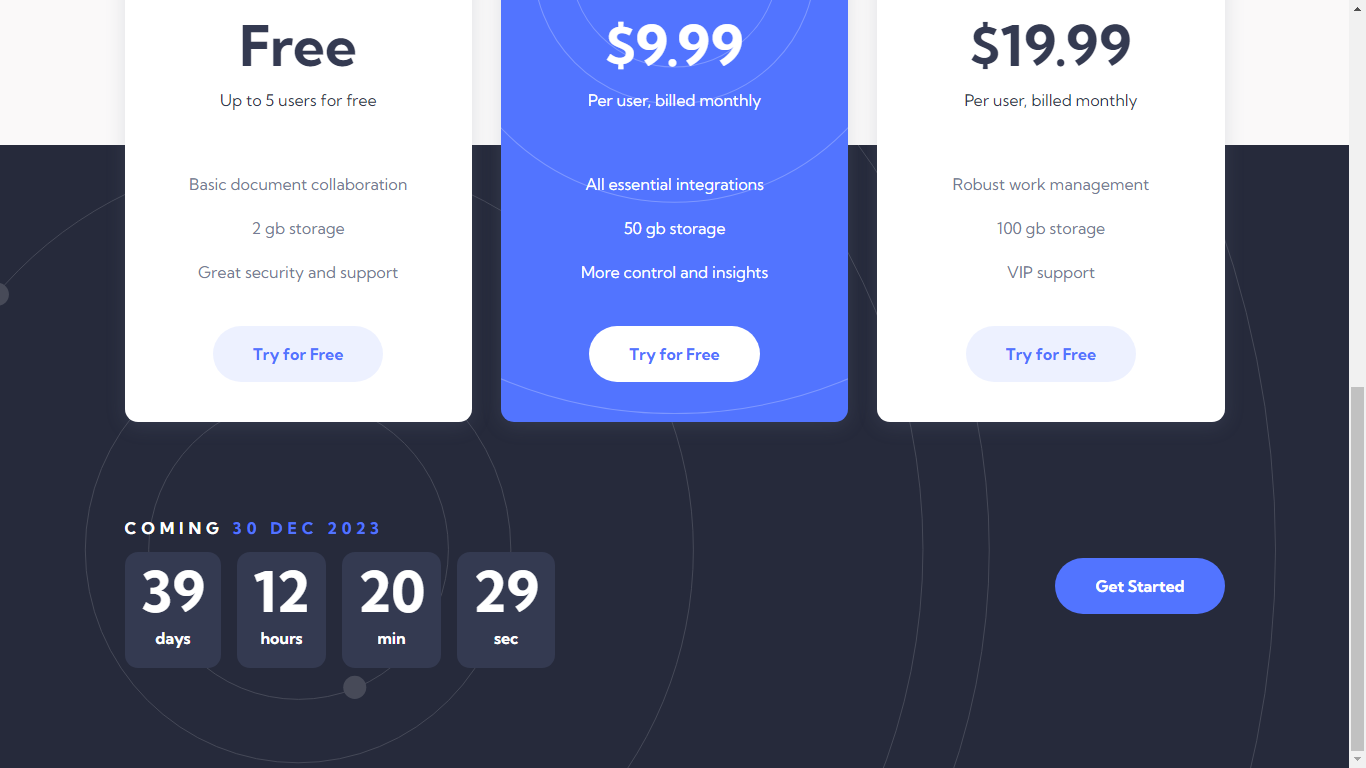 Free
Up to 5 users for free
Basic document collaboration
2 gb storage
Great security and support
Try for Free
$9.99
Per user, billed monthly
All essential integrations
50 gb storage
More control and insights
Try for Free
$19.99
Per user, billed monthly
Robust work management
100 gb storage
VIP support
Try for Free
COMING 30 DEC 2023
39 12 20 29
days hours min sec
Get Started